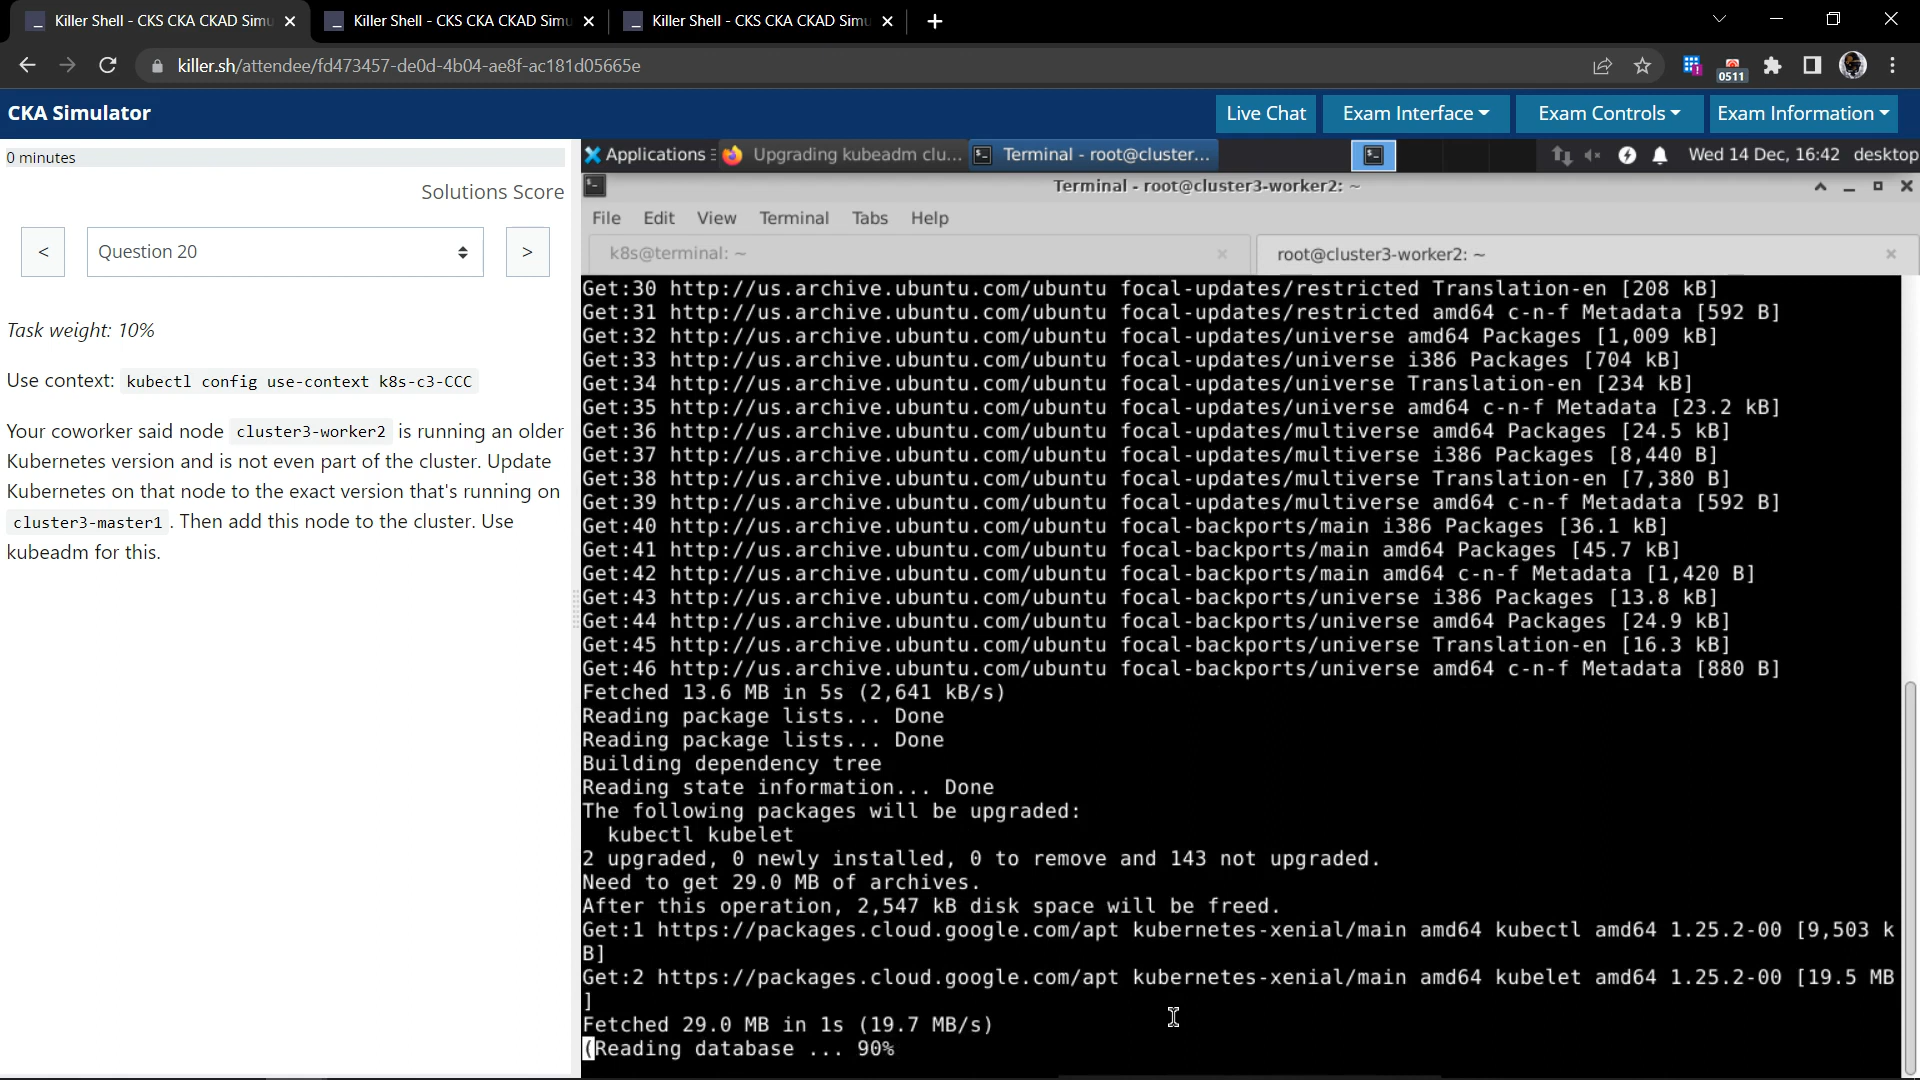 Killer Shell - CKS CKA CKAD Simu
Killer Shell - CKS CKA CKAD Simu
Killer Shell - CKS CKA CKAD Simu
killer.sh/attendee/fd473457-de0d-4b04-ae8f-ac181d05665e
0511
CKA Simulator
Live Chat
Exam Interface
Exam Controls
Exam Information
0 minutes
Solutions Score
<
Question 20
>
Task weight: 10%
Use context: kubectl config use-context k8s-c3-CCC
Your coworker said node cluster3-worker2 is running an older
Kubernetes version and is not even part of the cluster. Update
Kubernetes on that node to the exact version that's running on
cluster3-master1 . Then add this node to the cluster. Use
kubeadm for this.
Applications
Upgrading kubeadm clu...
Terminal - root@cluster...
Wed 14 Dec, 16:42
desktop
Terminal - root@cluster3-worker2: ~
File Edit View Terminal Tabs Help
k8s@terminal: ~
root@cluster3-worker2: ~
Get:30 http://us.archive.ubuntu.com/ubuntu focal-updates/restricted Translation-en [208 kB]
Get:31 http://us.archive.ubuntu.com/ubuntu focal-updates/restricted amd64 c-n-f Metadata [592 B]
Get:32 http://us.archive.ubuntu.com/ubuntu focal-updates/universe amd64 Packages [1,009 kB]
Get:33 http://us.archive.ubuntu.com/ubuntu focal-updates/universe i386 Packages [704 kB]
Get:34 http://us.archive.ubuntu.com/ubuntu focal-updates/universe Translation-en [234 kB]
Get:35 http://us.archive.ubuntu.com/ubuntu focal-updates/universe amd64 c-n-f Metadata [23.2 kB]
Get:36 http://us.archive.ubuntu.com/ubuntu focal-updates/multiverse amd64 Packages [24.5 kB]
Get:37 http://us.archive.ubuntu.com/ubuntu focal-updates/multiverse i386 Packages [8,440 B]
Get:38 http://us.archive.ubuntu.com/ubuntu focal-updates/multiverse Translation-en [7,380 B]
Get:39 http://us.archive.ubuntu.com/ubuntu focal-updates/multiverse amd64 c-n-f Metadata [592 B]
Get:40 http://us.archive.ubuntu.com/ubuntu focal-backports/main i386 Packages [36.1 kB]
Get:41 http://us.archive.ubuntu.com/ubuntu focal-backports/main amd64 Packages [45.7 kB]
Get:42 http://us.archive.ubuntu.com/ubuntu focal-backports/main amd64 c-n-f Metadata [1,420 B]
Get:43 http://us.archive.ubuntu.com/ubuntu focal-backports/universe i386 Packages [13.8 kB]
Get:44 http://us.archive.ubuntu.com/ubuntu focal-backports/universe amd64 Packages [24.9 kB]
Get:45 http://us.archive.ubuntu.com/ubuntu focal-backports/universe Translation-en [16.3 kB]
Get:46 http://us.archive.ubuntu.com/ubuntu focal-backports/universe amd64 c-n-f Metadata [880 B]
Fetched 13.6 MB in 5s (2,641 kB/s)
Reading package lists... Done
Reading package lists... Done
Building dependency tree
Reading state information... Done
The following packages will be upgraded:
kubectl kubelet
2 upgraded, 0 newly installed, 0 to remove and 143 not upgraded.
Need to get 29.0 MB of archives.
After this operation, 2,547 kB disk space will be freed.
Get:1 https://packages.cloud.google.com/apt kubernetes-xenial/main amd64 kubectl amd64 1.25.2-00 [9,503 k
B]
Get:2 https://packages.cloud.google.com/apt kubernetes-xenial/main amd64 kubelet amd64 1.25.2-00 [19.5 MB
]
Fetched 29.0 MB in 1s (19.7 MB/s)
(Reading database ... 90%